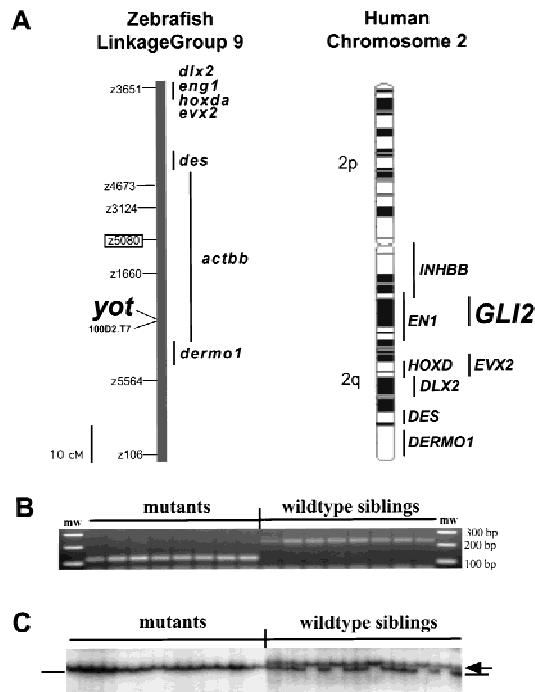 A
Zebrafish
LinkageGroup 9
Human
Chromosome 2
z3651
dlx2
eng1
hoxda
evx2
des
z4673
z3124
z5080
actbb
z1660
yot
100D2.T7
dermo1
z5564
10 cM
z106
2p
INHBB
EN1
GLI2
HOXD
EVX2
2q
DLX2
DES
DERMO1
B
mutants
wildtype siblings
mw
mw
300 bp
200 bp
100 bp
C
mutants
wildtype siblings